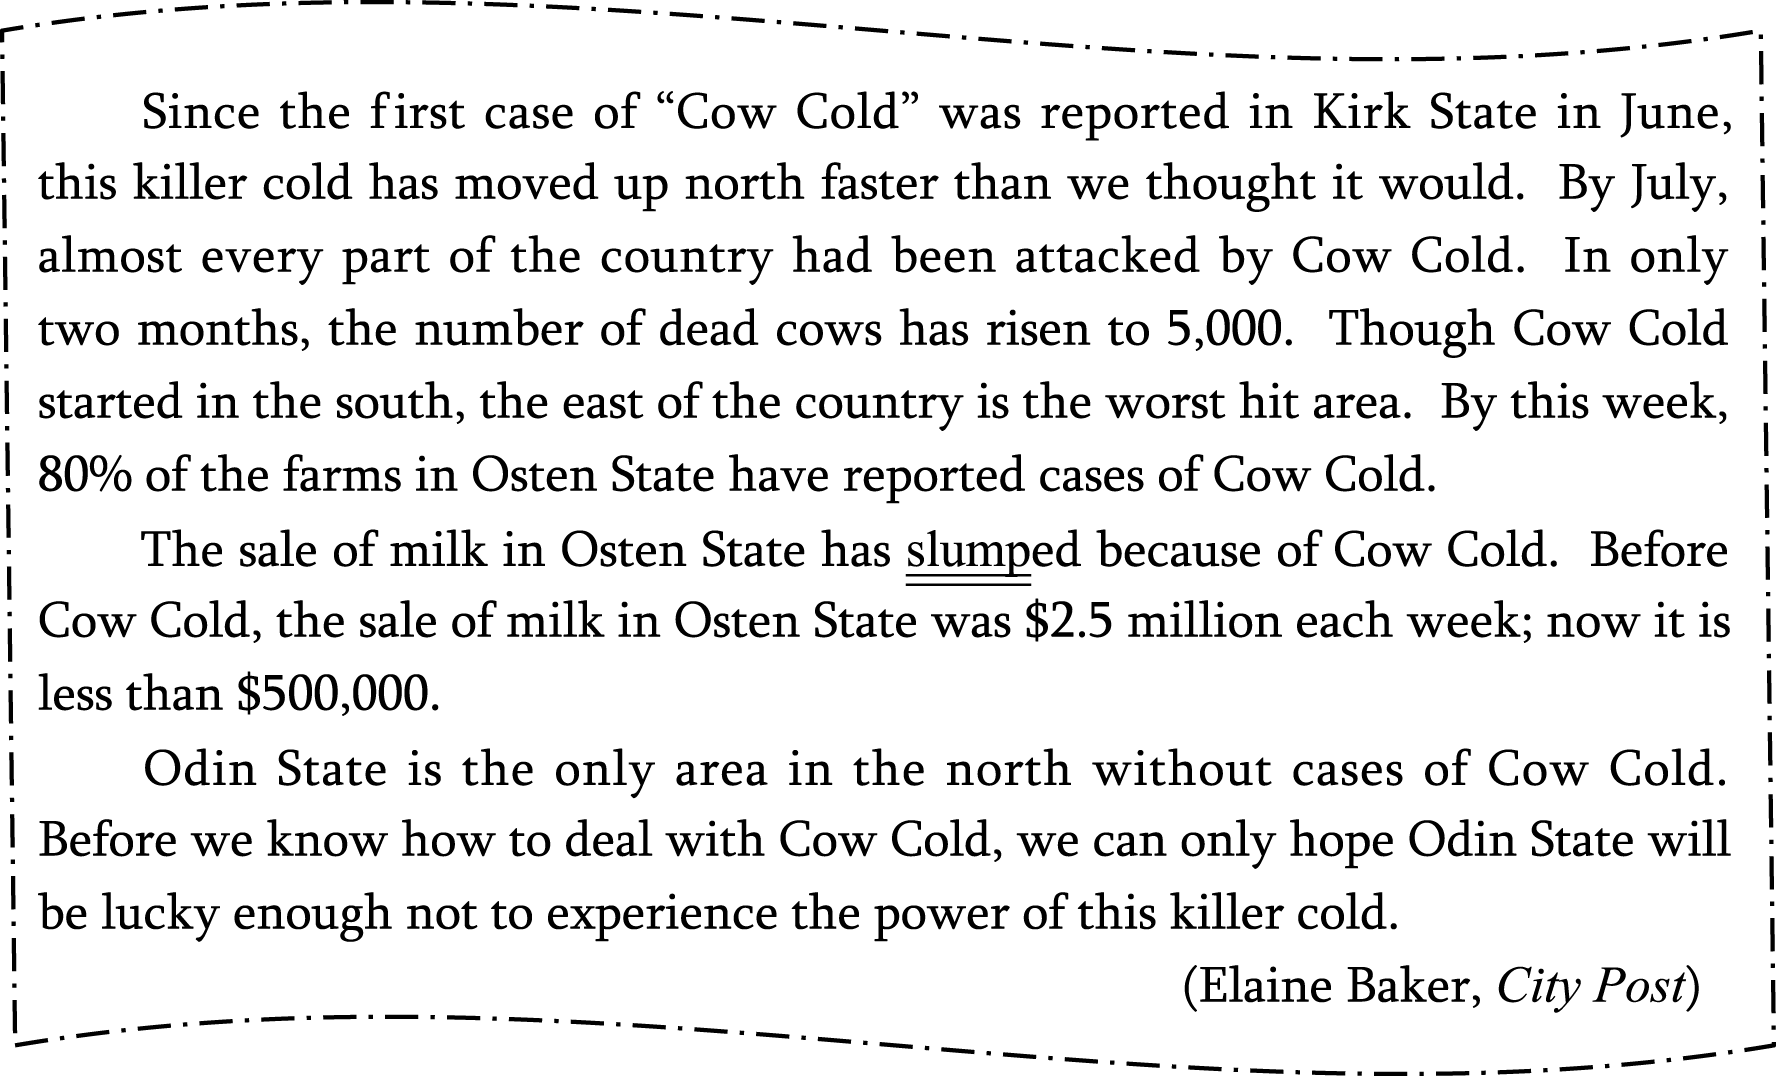 Since the first case of “Cow Cold” was reported in Kirk State in June,
this killer cold has moved up north faster than we thought it would. By July,
almost every part of the country had been attacked by Cow Cold. In only
two months, the number of dead cows has risen to 5,000. Though Cow Cold
started in the south, the east of the country is the worst hit area. By this week,
80% of the farms in Osten State have reported cases of Cow Cold.
The sale of milk in Osten State has slumped because of Cow Cold. Before
Cow Cold, the sale of milk in Osten State was $2.5 million each week; now it is
less than $500,000.
Odin State is the only area in the north without cases of Cow Cold.
Before we know how to deal with Cow Cold, we can only hope Odin State will
be lucky enough not to experience the power of this killer cold.
(Elaine Baker, City Post)